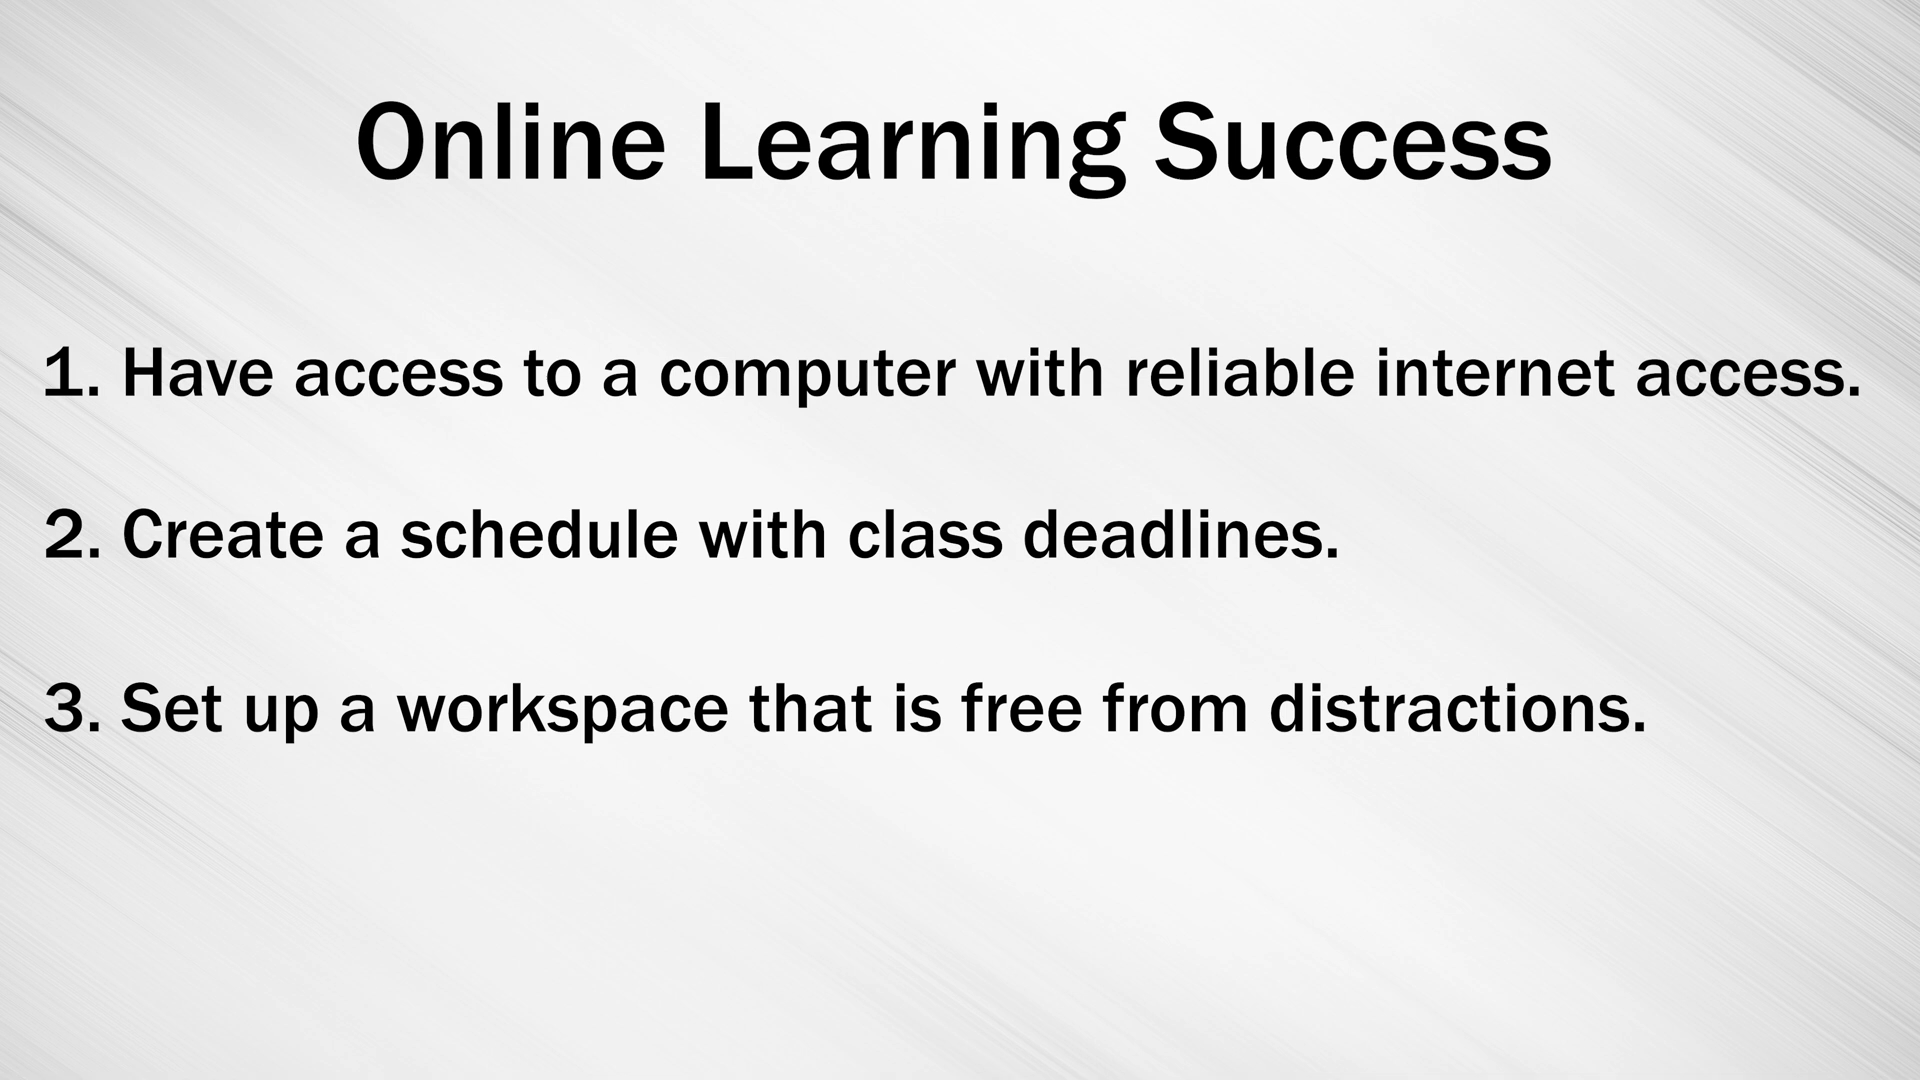 Online Learning Success
1. Have access to a computer with reliable internet access.
2. Create a schedule with class deadlines.
3. Set up a workspace that is free from distractions.